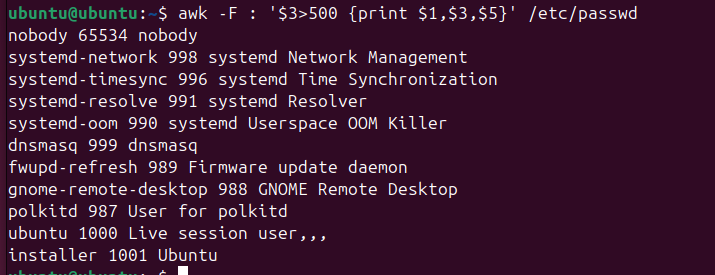 ubuntu@ubuntu:~$ awk -F : '$3>500 {print $1,$3,$5}' /etc/passwd
nobody 65534 nobody
systemd-network 998 systemd Network Management
systemd-timesync 996 systemd Time Synchronization
systemd-resolve 991 systemd Resolver
systemd-oom 990 systemd Userspace OOM Killer
dnsmasq 999 dnsmasq
fwupd-refresh 989 Firmware update daemon
gnome-remote-desktop 988 GNOME Remote Desktop
polkitd 987 User for polkitd
ubuntu 1000 Live session user,,,
installer 1001 Ubuntu
ubuntu@ubuntu:~$